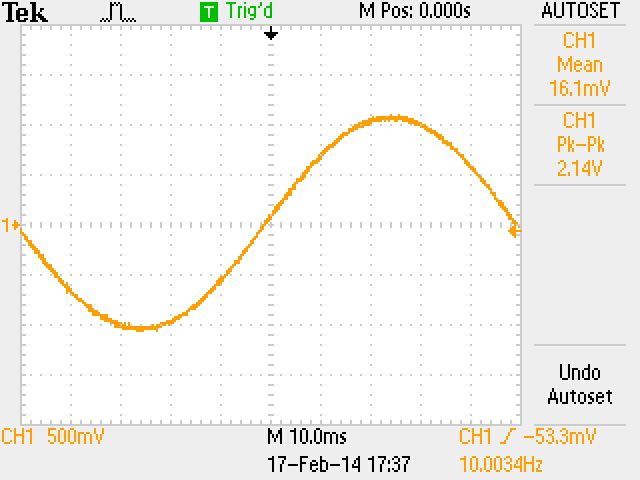 Tek T Trig'd M Pos: 0.000s AUTOSET
CH1
Mean
16.1mV
CH1
Pk-Pk
2.14V
1
Undo
Autoset
CH1 500mV M 10.0ms CH1 -53.3mV
17-Feb-14 17:37 10.0034Hz